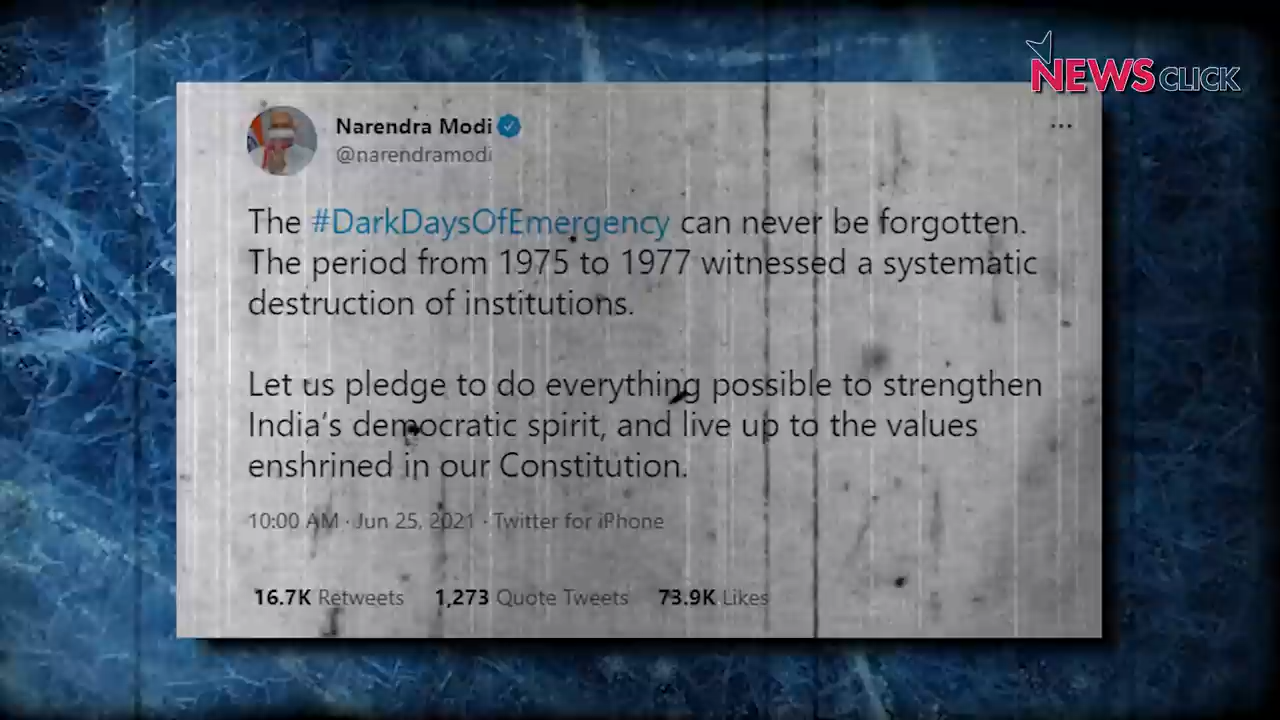 NEWSCLICK
Narendra Modi
@narendramodi
The #DarkDaysOfEmergency can never be forgotten.
The period from 1975 to 1977 witnessed a systematic
destruction of institutions.
Let us pledge to do everything possible to strengthen
India's democratic spirit, and live up to the values
enshrined in our Constitution.
10:00 AM · Jun 25, 2021 · Twitter for iPhone
16.7K Retweets 1,273 Quote Tweets 73.9K Likes